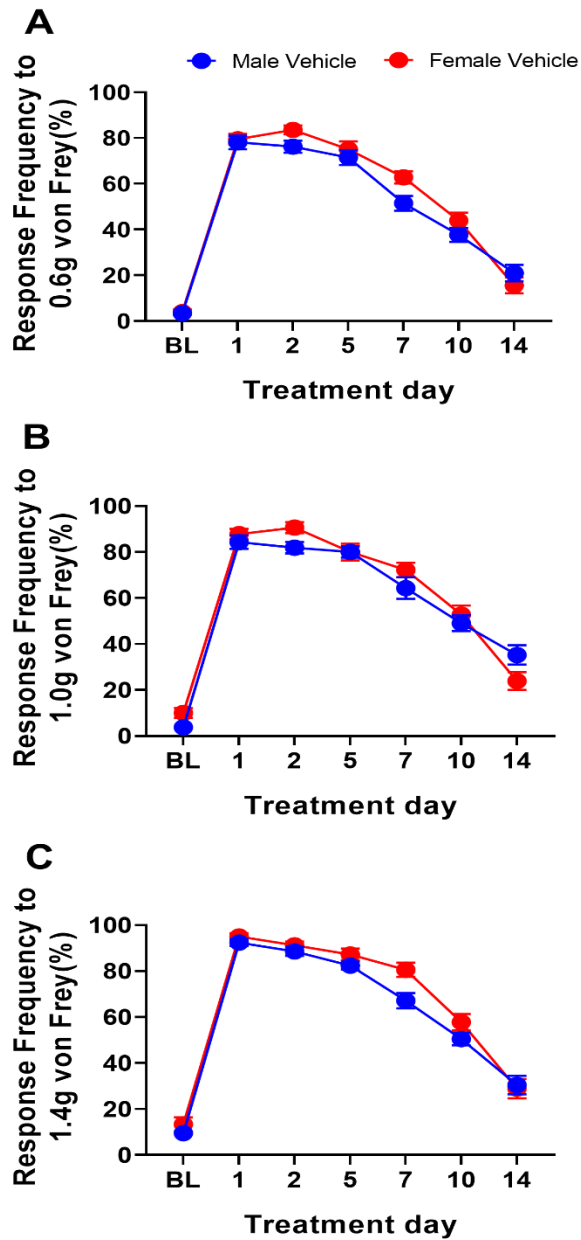 A
Male Vehicle Female Vehicle
Response Frequency to
0.6g von Frey(%)
100
80
60
40
20
0
BL 1 2 5 7 10 14
Treatment day
B
Response Frequency to
1.0g von Frey(%)
100
80
60
40
20
0
BL 1 2 5 7 10 14
Treatment day
C
Response Frequency to
1.4g von Frey(%)
100
80
60
40
20
0
BL 1 2 5 7 10 14
Treatment day